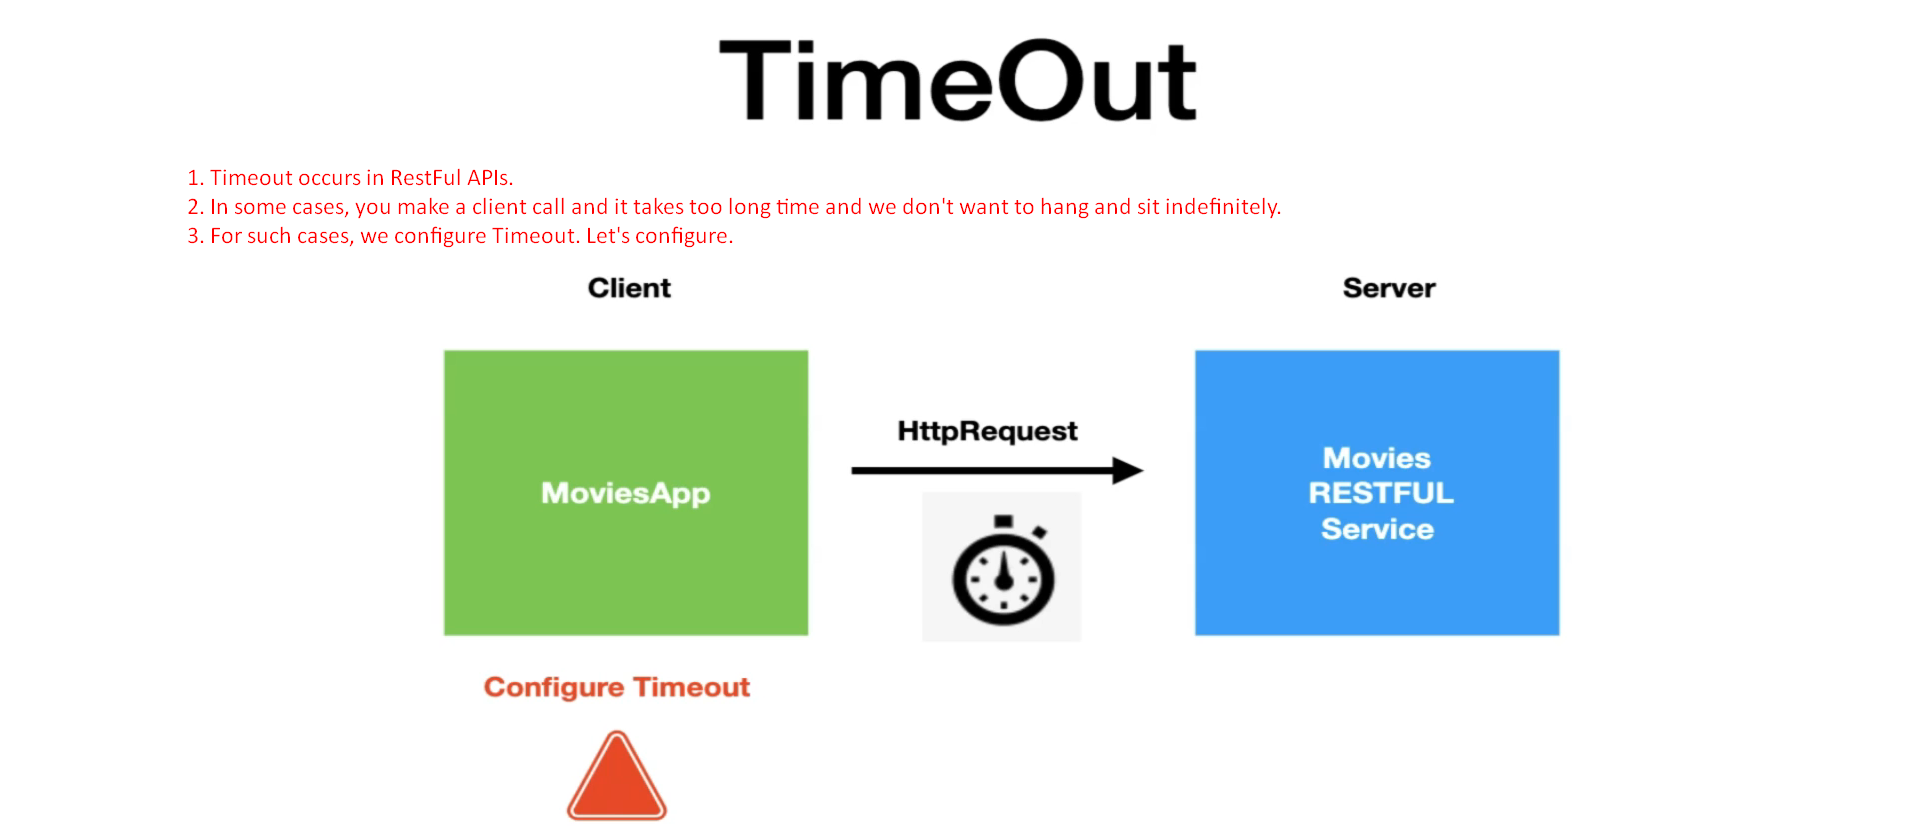 TimeOut
1. Timeout occurs in RestFul APIs.
2. In some cases, you make a client call and it takes too long time and we don't want to hang and sit indefinitely.
3. For such cases, we configure Timeout. Let's configure.
Client
Server
HttpRequest
MoviesApp
Movies
RESTFUL
Service
Configure Timeout